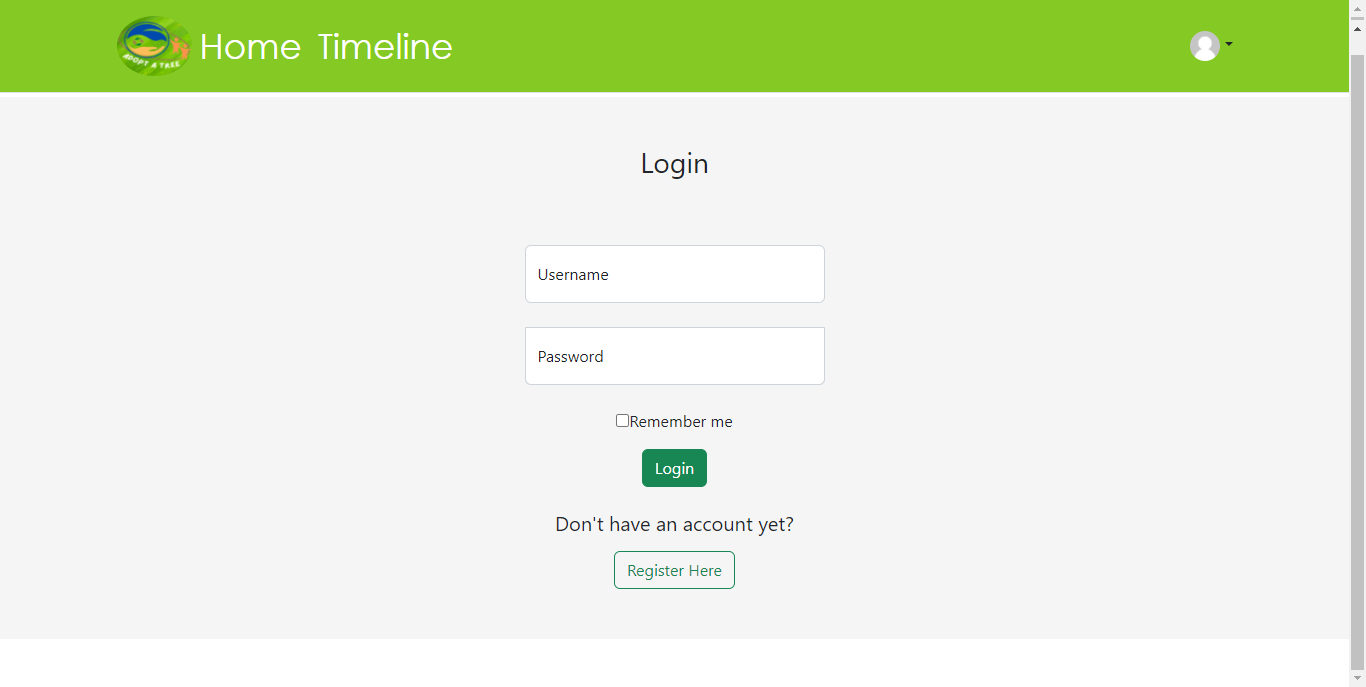 ADOPT A TREE
Home Timeline
Login
Username
Password
Remember me
Login
Don't have an account yet?
Register Here